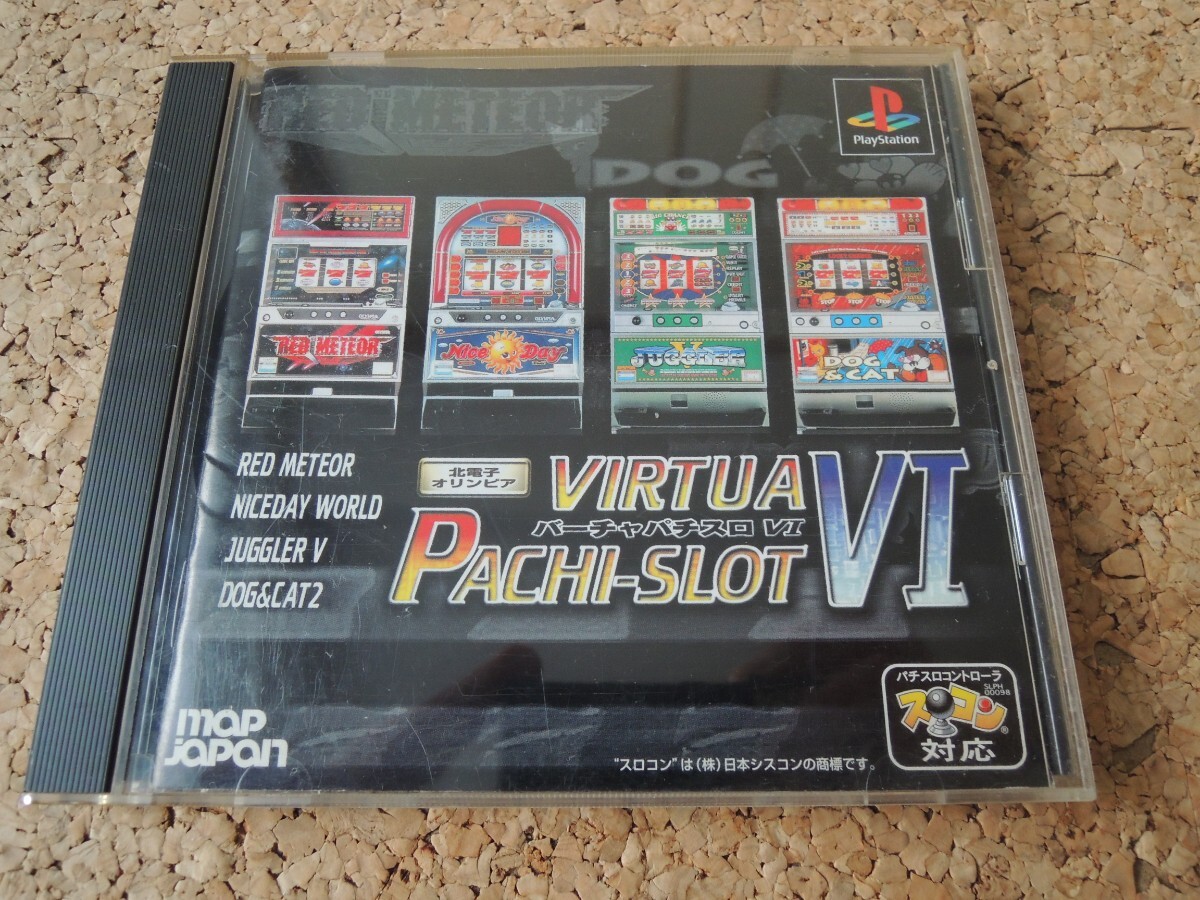 RED METEOR
DOG
PlayStation
RED METEOR
Nice Day
JUGGLER V
DOG & CAT
RED METEOR
NICEDAY WORLD
JUGGLER V
DOG&CAT2
北電子
オリンピア
VIRTUA
バーチャパチスロ VI
PACHI-SLOT
VI
map
japan
パチスロコントローラ
SLPH
00098
スロコン®
対応
"スロコン"は(株)日本シスコンの商標です。